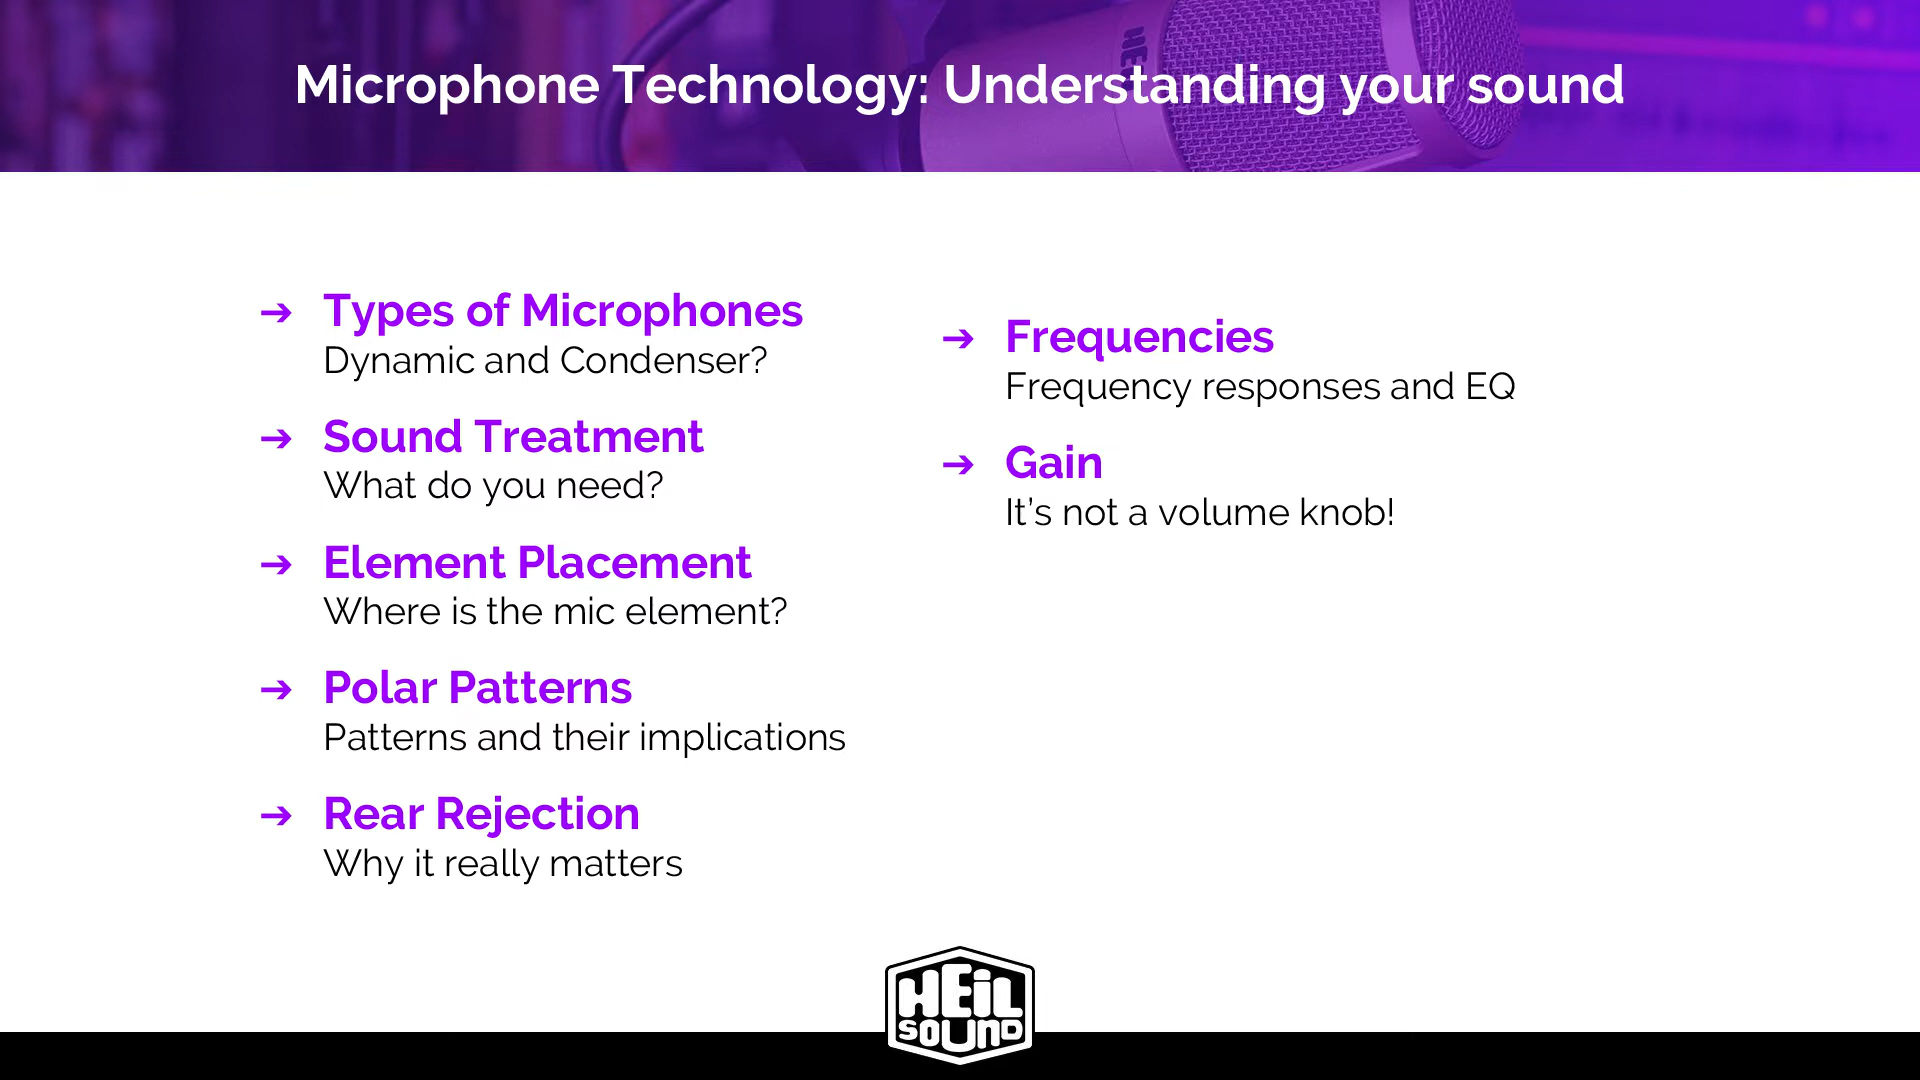 Microphone Technology: Understanding your sound
➔ Types of Microphones
Dynamic and Condenser?
➔ Sound Treatment
What do you need?
➔ Element Placement
Where is the mic element?
➔ Polar Patterns
Patterns and their implications
➔ Rear Rejection
Why it really matters
➔ Frequencies
Frequency responses and EQ
➔ Gain
It’s not a volume knob!
HEiL
SOUND